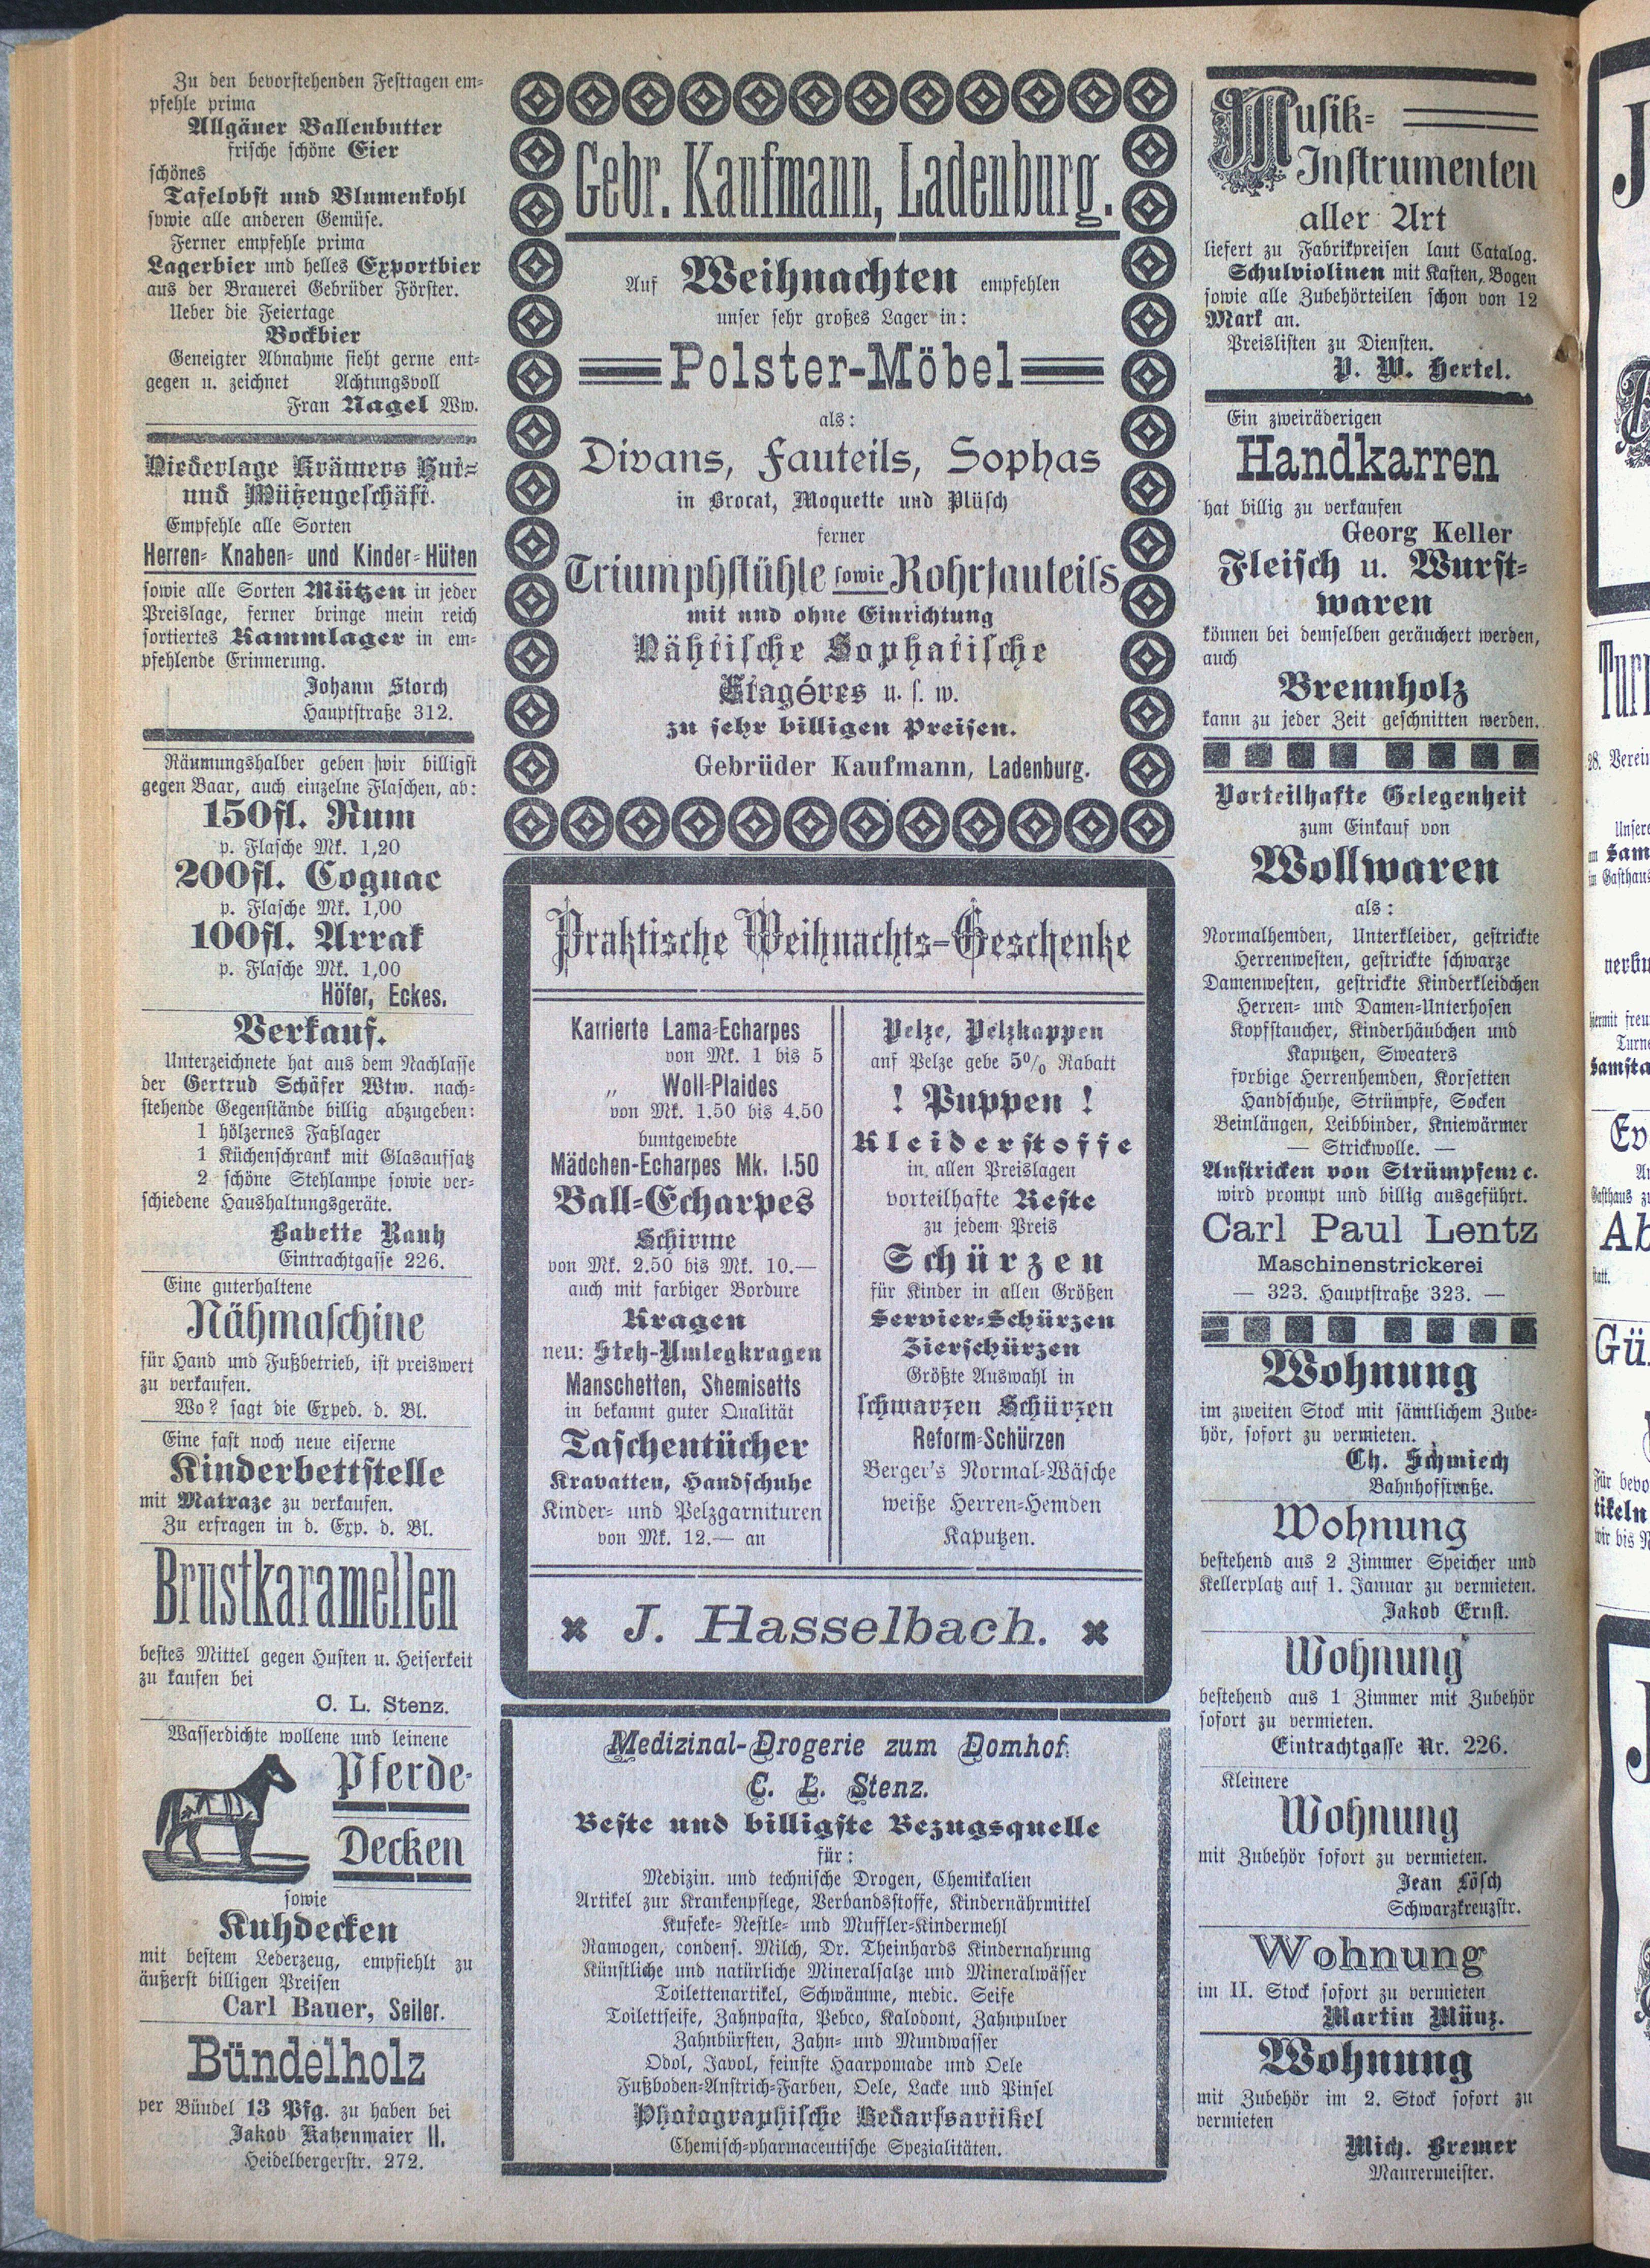 Zu den bevorstehenden Festtagen em-
pfehle prima
Allgäuer Ballenbutter
frische schöne Eier
schönes
Tafelobst und Blumenkohl
sowie alle anderen Gemüse.
Ferner empfehle prima
Lagerbier und helles Exportbier
aus der Brauerei Gebrüder Förster.
Ueber die Feiertage
Bockbier
Geneigter Abnahme sieht gerne ent-
gegen u. zeichnet Achtungsvoll
Frau Nagel Ww.
Niederlage Krämers Hut-
und Mützengeschäft.
Empfehle alle Sorten
Herren- Knaben- und Kinder-Hüten
sowie alle Sorten Mützen in jeder
Preislage, ferner bringe mein reich
sortiertes Kammlager in em-
pfehlende Erinnerung.
Johann Storch
Hauptstraße 312.
Räumungshalber geben wir billigst
gegen Baar, auch einzelne Flaschen, ab:
150fl. Rum
p. Flasche Mk. 1,20
200fl. Cognac
p. Flasche Mk. 1,00
100fl. Arrak
p. Flasche Mk. 1,00
Höfer, Eckes.
Verkauf.
Unterzeichnete hat aus dem Nachlasse
der Gertrud Schäfer Wtw. nach-
stehende Gegenstände billig abzugeben:
1 hölzernes Faßlager
1 Küchenschrank mit Glasaufsatz
2 schöne Stehlampe sowie ver-
schiedene Haushaltungsgeräte.
Babette Rauh
Eintrachtgasse 226.
Eine guterhaltene
Nähmaschine
für Hand und Fußbetrieb, ist preiswert
zu verkaufen.
Wo? sagt die Exped. d. Bl.
Eine fast noch neue eiserne
Kinderbettstelle
mit Matraze zu verkaufen.
Zu erfragen in d. Exp. d. Bl.
Brustkaramellen
bestes Mittel gegen Husten u. Heiserkeit
zu kaufen bei
C. L. Stenz.
Wasserdichte wollene und leinene
Pferde-
Decken
sowie
Kuhdecken
mit bestem Lederzeug, empfiehlt zu
äußerst billigen Preisen
Carl Bauer, Seiler.
Bündelholz
per Bündel 13 Pfg. zu haben bei
Jakob Katzenmaier II.
Heidelbergerstr. 272.
Gebr. Kaufmann, Ladenburg.
Auf Weihnachten empfehlen
unser sehr großes Lager in:
Polster-Möbel
als:
Divans, Fauteils, Sophas
in Brocat, Moquette und Plüsch
ferner
Triumphstühle sowie Rohrfauteils
mit und ohne Einrichtung
Nähtische Sophatische
Etagéres u. s. w.
zu sehr billigen Preisen.
Gebrüder Kaufmann, Ladenburg.
Praktische Weihnachts-Geschenke
Karrierte Lama-Echarpes
von Mk. 1 bis 5
„ Woll-Plaides
von Mk. 1.50 bis 4.50
buntgewebte
Mädchen-Echarpes Mk. 1.50
Ball-Echarpes
Schirme
von Mk. 2.50 bis Mk. 10.—
auch mit farbiger Bordure
Kragen
neu: Steh-Umlegkragen
Manschetten, Shemisetts
in bekannt guter Qualität
Taschentücher
Kravatten, Handschuhe
Kinder- und Pelzgarnituren
von Mk. 12.— an
Pelze, Pelzkappen
auf Pelze gebe 5% Rabatt
! Puppen !
Kleiderstoffe
in allen Preislagen
vorteilhafte Reste
zu jedem Preis
Schürzen
für Kinder in allen Größen
Servier-Schürzen
Zierschürzen
Größte Auswahl in
schwarzen Schürzen
Reform-Schürzen
Berger's Normal-Wäsche
weiße Herren-Hemden
Kaputzen.
J. Hasselbach.
Medizinal-Drogerie zum Domhof.
C. L. Stenz.
Beste und billigste Bezugsquelle
für:
Medizin. und technische Drogen, Chemikalien
Artikel zur Krankenpflege, Verbandsstoffe, Kindernährmittel
Kufeke- Nestle- und Muffler-Kindermehl
Ramogen, condens. Milch, Dr. Theinhards Kindernahrung
Künstliche und natürliche Mineralsalze und Mineralwässer
Toilettenartikel, Schwämme, medic. Seife
Toilettseife, Zahnpasta, Pebco, Kalodont, Zahnpulver
Zahnbürsten, Zahn- und Mundwasser
Odol, Javol, feinste Haarpomade und Oele
Fußboden-Anstrich-Farben, Oele, Lacke und Pinsel
Photographische Bedarfsartikel
Chemisch-pharmaceutische Spezialitäten.
Musik-
Instrumenten
aller Art
liefert zu Fabrikpreisen laut Catalog.
Schulviolinen mit Kasten, Bogen
sowie alle Zubehörteilen schon von 12
Mark an.
Preislisten zu Diensten.
P. W. Hertel.
Ein zweiräderigen
Handkarren
hat billig zu verkaufen
Georg Keller
Fleisch u. Wurst-
waren
können bei demselben geräuchert werden,
auch
Brennholz
kann zu jeder Zeit geschnitten werden.
Vorteilhafte Gelegenheit
zum Einkauf von
Wollwaren
als:
Normalhemden, Unterkleider, gestrickte
Herrenwesten, gestrickte schwarze
Damenwesten, gestrickte Kinderkleidchen
Herren- und Damen-Unterhosen
Kopfstaucher, Kinderhäubchen und
Kaputzen, Sweaters
forbige Herrenhemden, Korsetten
Handschuhe, Strümpfe, Socken
Beinlängen, Leibbinder, Kniewärmer
— Strickwolle. —
Anstricken von Strümpfen ꝛc.
wird prompt und billig ausgeführt.
Carl Paul Lentz
Maschinenstrickerei
— 323. Hauptstraße 323. —
Wohnung
im zweiten Stock mit sämtlichem Zube-
hör, sofort zu vermieten.
Ch. Schmiech
Bahnhofstraße.
Wohnung
bestehend aus 2 Zimmer Speicher und
Kellerplatz auf 1. Januar zu vermieten.
Jakob Ernst.
Wohnung
bestehend aus 1 Zimmer mit Zubehör
sofort zu vermieten.
Eintrachtgasse Nr. 226.
Kleinere
Wohnung
mit Zubehör sofort zu vermieten.
Jean Lösch
Schwarzkreuzstr.
Wohnung
im II. Stock sofort zu vermieten
Martin Münz.
Wohnung
mit Zubehör im 2. Stock sofort zu
vermieten
Mich. Bremer
Maurermeister.